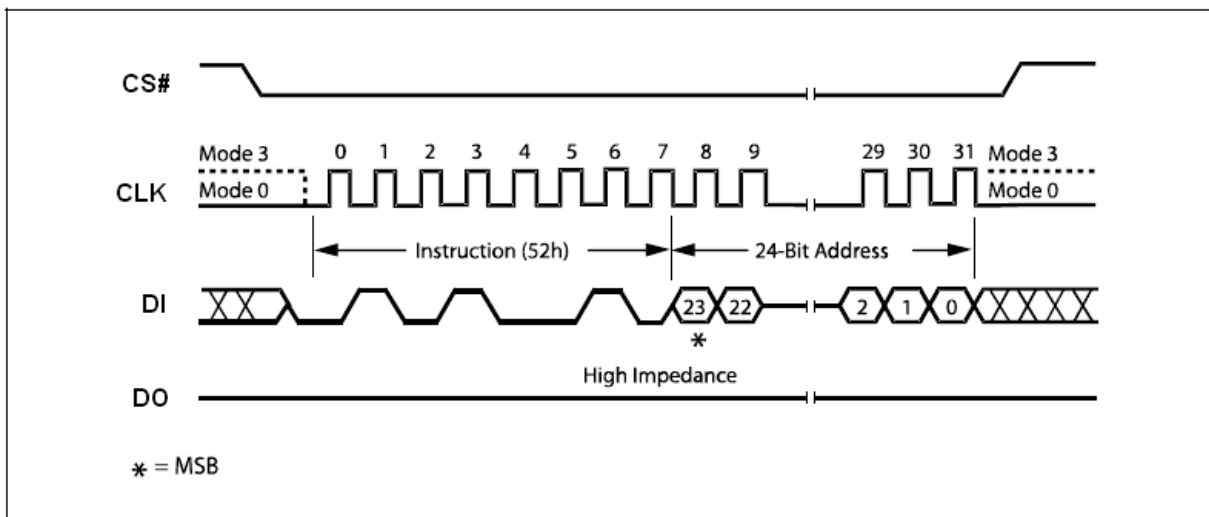 CS#
Mode 3 0 1 2 3 4 5 6 7 8 9 29 30 31 Mode 3
CLK Mode 0 Mode 0
Instruction (52h) 24-Bit Address
DI 23 22 2 1 0
*
High Impedance
DO
* = MSB